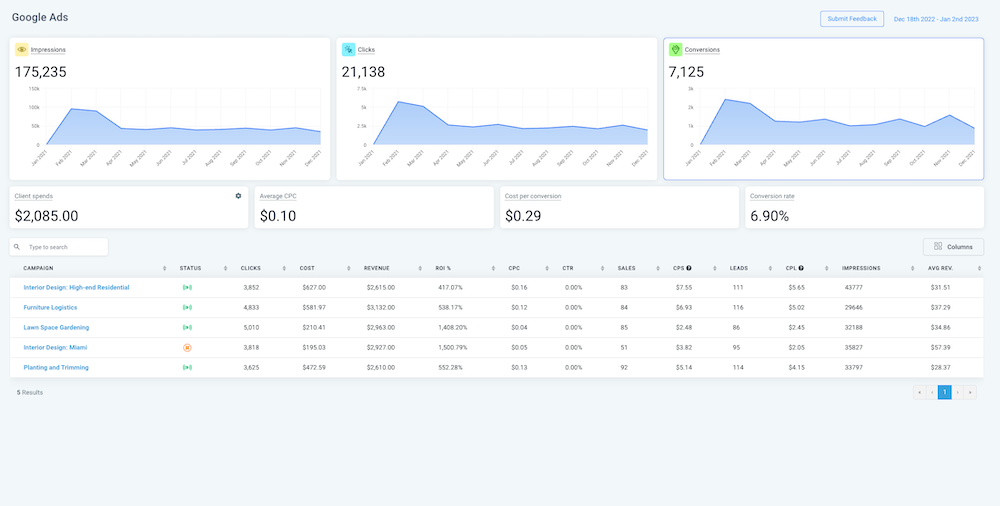 Google Ads
Submit Feedback
Dec 18th 2022 - Jan 2nd 2023
Impressions
175,235
150k
100k
50k
0
Jan 2021 Feb 2021 Mar 2021 Apr 2021 May 2021 Jun 2021 Jul 2021 Aug 2021 Sep 2021 Oct 2021 Nov 2021 Dec 2021
Clicks
21,138
7.5k
5k
2.5k
0
Jan 2021 Feb 2021 Mar 2021 Apr 2021 May 2021 Jun 2021 Jul 2021 Aug 2021 Sep 2021 Oct 2021 Nov 2021 Dec 2021
Conversions
7,125
3k
2k
1k
0
Jan 2021 Feb 2021 Mar 2021 Apr 2021 May 2021 Jun 2021 Jul 2021 Aug 2021 Sep 2021 Oct 2021 Nov 2021 Dec 2021
Client spends
$2,085.00
Average CPC
$0.10
Cost per conversion
$0.29
Conversion rate
6.90%
Type to search
Columns
CAMPAIGN STATUS CLICKS COST REVENUE ROI % CPC CTR SALES CPS ? LEADS CPL ? IMPRESSIONS AVG REV.
Interior Design: High-end Residential 3,852 $627.00 $2,615.00 417.07% $0.16 0.00% 83 $7.55 111 $5.65 43777 $31.51
Furniture Logistics 4,833 $581.97 $3,132.00 538.17% $0.12 0.00% 84 $6.93 116 $5.02 29646 $37.29
Lawn Space Gardening 5,010 $210.41 $2,963.00 1,408.20% $0.04 0.00% 85 $2.48 86 $2.45 32188 $34.86
Interior Design: Miami 3,818 $195.03 $2,927.00 1,500.79% $0.05 0.00% 51 $3.82 95 $2.05 35827 $57.39
Planting and Trimming 3,625 $472.59 $2,610.00 552.28% $0.13 0.00% 92 $5.14 114 $4.15 33797 $28.37
5 Results
« ‹ 1 › »